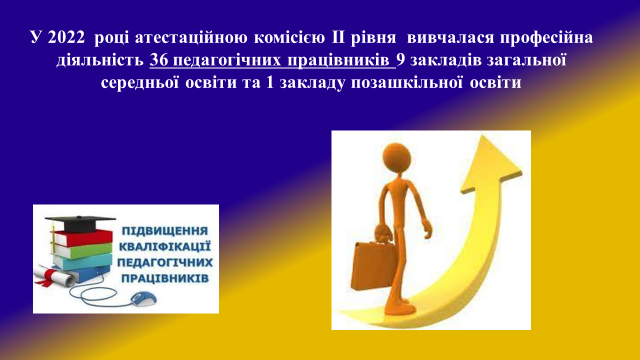 У 2022 році атестаційною комісією ІІ рівня вивчалася професійна
діяльність 36 педагогічних працівників 9 закладів загальної
середньої освіти та 1 закладу позашкільної освіти
ПІДВИЩЕННЯ
КВАЛІФІКАЦІЇ
ПЕДАГОГІЧНИХ
ПРАЦІВНИКІВ